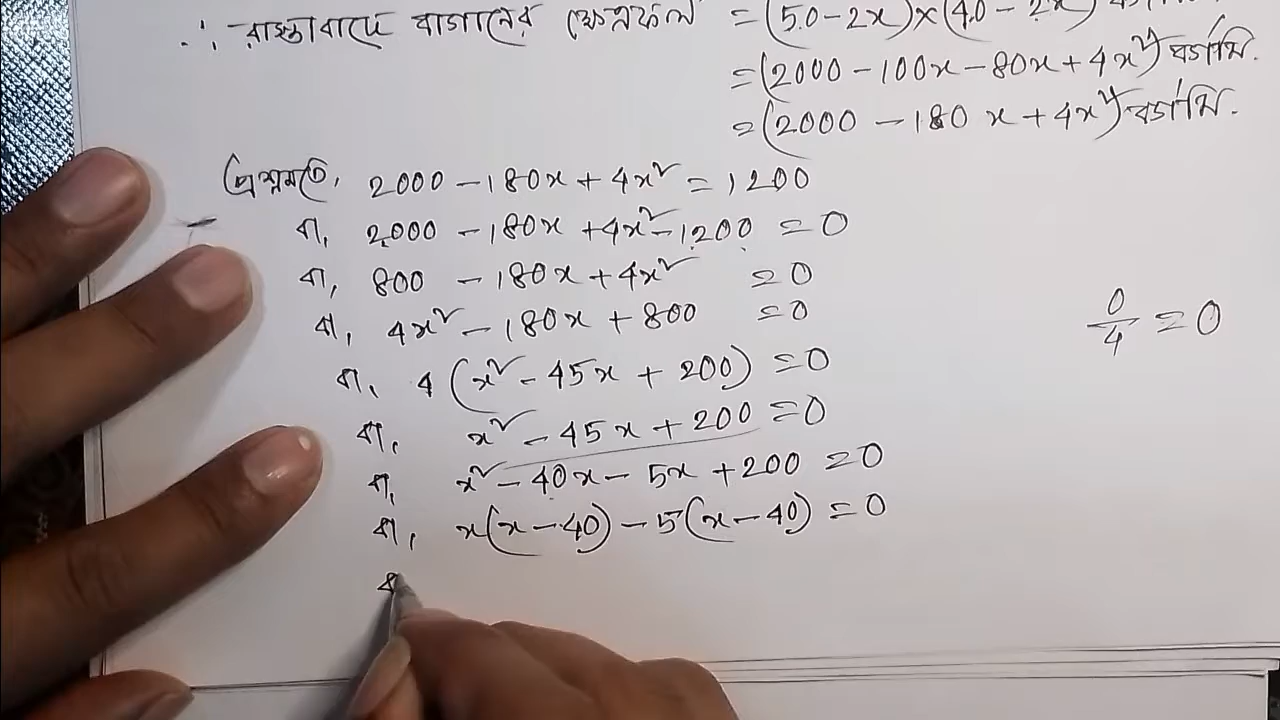 ∴ রাস্তাবাদে বাগানের ক্ষেত্রফল = (50-2x)×(40-2x)
= (2000 - 100x - 80x + 4x²) বর্গমি.
= (2000 - 180x + 4x²) বর্গমি.
প্রশ্নমতে, 2000 - 180x + 4x² = 1200
বা, 2000 - 180x + 4x² - 1200 = 0
বা, 800 - 180x + 4x² = 0
বা, 4x² - 180x + 800 = 0
বা, 4(x² - 45x + 200) = 0
বা, x² - 45x + 200 = 0
বা, x² - 40x - 5x + 200 = 0
বা, x(x-40) - 5(x-40) = 0
ব
0/4 = 0